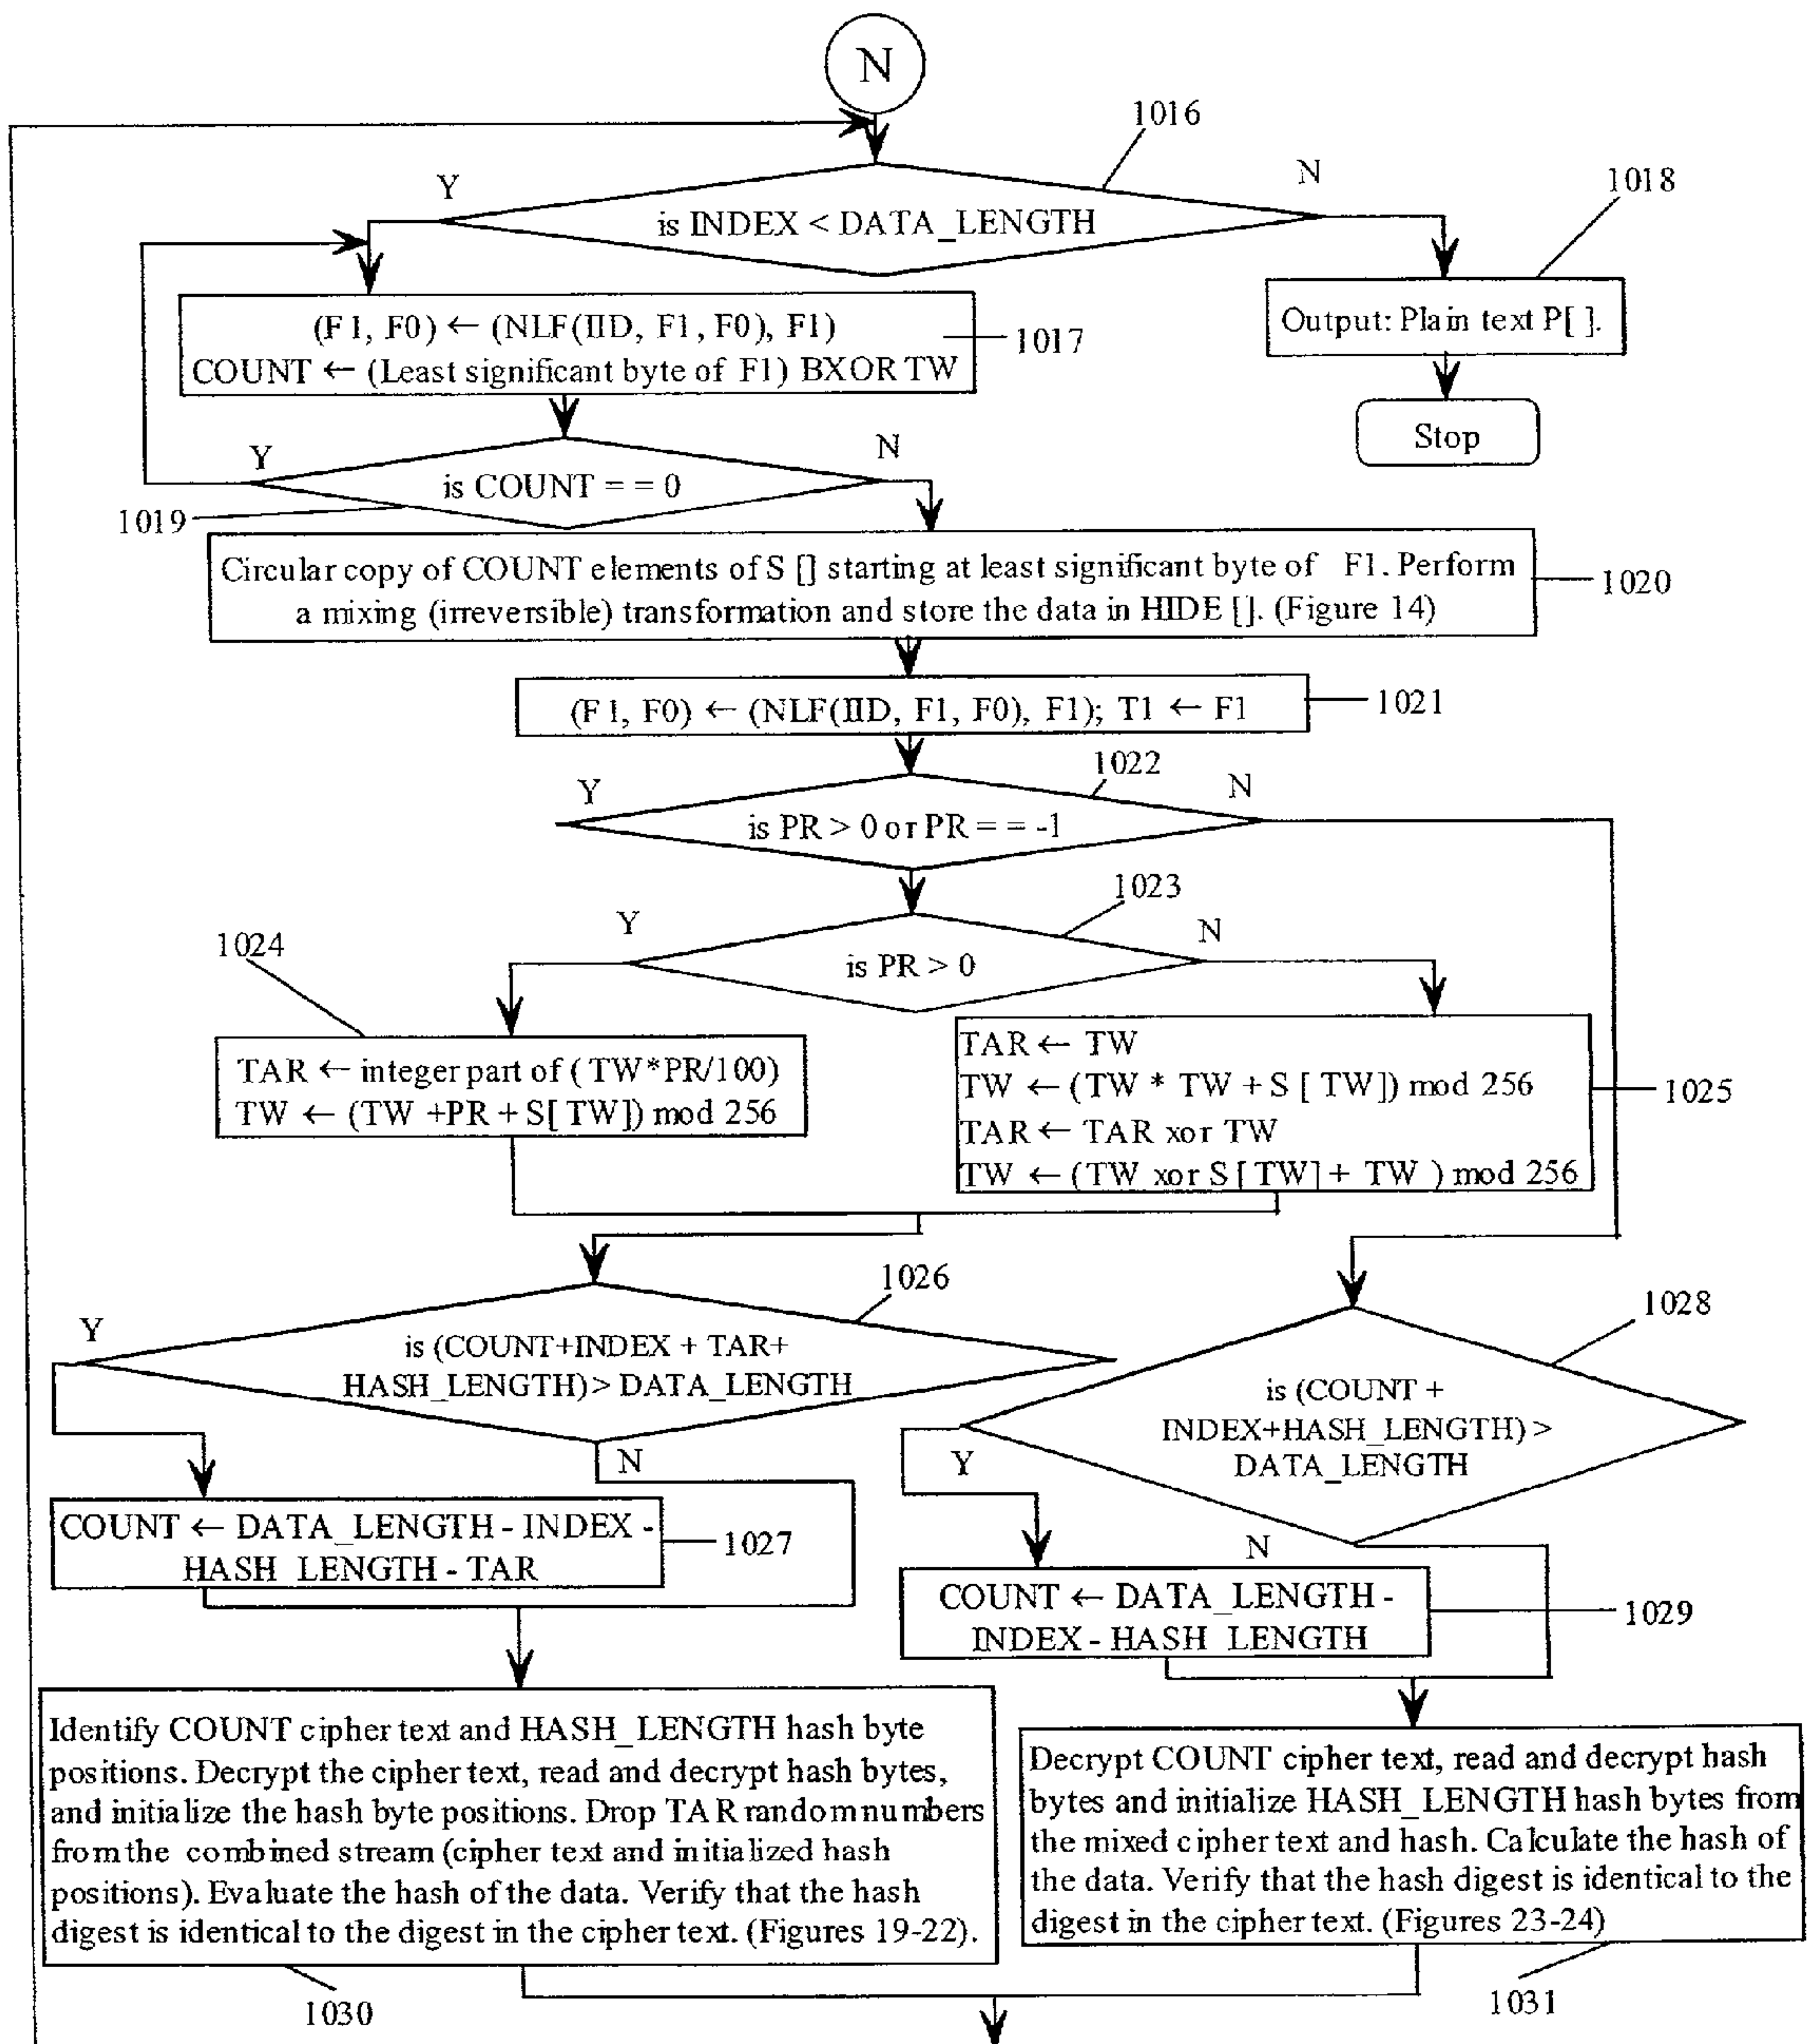 N
1016
Y
N
1018
is INDEX < DATA_LENGTH
(F1, F0) ← (NLF(IID, F1, F0), F1)
COUNT ← (Least significant byte of F1) BXOR TW
1017
Output: Plain text P[ ].
Stop
Y
N
is COUNT = = 0
1019
Circular copy of COUNT elements of S [] starting at least significant byte of F1. Perform
a mixing (irreversible) transformation and store the data in HIDE []. (Figure 14)
1020
(F1, F0) ← (NLF(IID, F1, F0), F1); T1 ← F1
1021
1022
Y
N
is PR > 0 or PR = = -1
1023
Y
N
1024
is PR > 0
TAR ← integer part of ( TW*PR/100)
TW ← (TW +PR + S[ TW]) mod 256
TAR ← TW
TW ← (TW * TW + S [ TW]) mod 256
TAR ← TAR xor TW
TW ← (TW xor S [ TW] + TW ) mod 256
1025
1026
Y
is (COUNT+INDEX + TAR+
HASH_LENGTH) > DATA_LENGTH
N
1028
is (COUNT +
INDEX+HASH_LENGTH) >
DATA_LENGTH
Y
N
COUNT ← DATA_LENGTH - INDEX -
HASH_LENGTH - TAR
1027
COUNT ← DATA_LENGTH -
INDEX - HASH_LENGTH
1029
Identify COUNT cipher text and HASH_LENGTH hash byte
positions. Decrypt the cipher text, read and decrypt hash bytes,
and initialize the hash byte positions. Drop TAR random numbers
from the combined stream (cipher text and initialized hash
positions). Evaluate the hash of the data. Verify that the hash
digest is identical to the digest in the cipher text. (Figures 19-22).
Decrypt COUNT cipher text, read and decrypt hash
bytes and initialize HASH_LENGTH hash bytes from
the mixed cipher text and hash. Calculate the hash of
the data. Verify that the hash digest is identical to the
digest in the cipher text. (Figures 23-24)
1030
1031